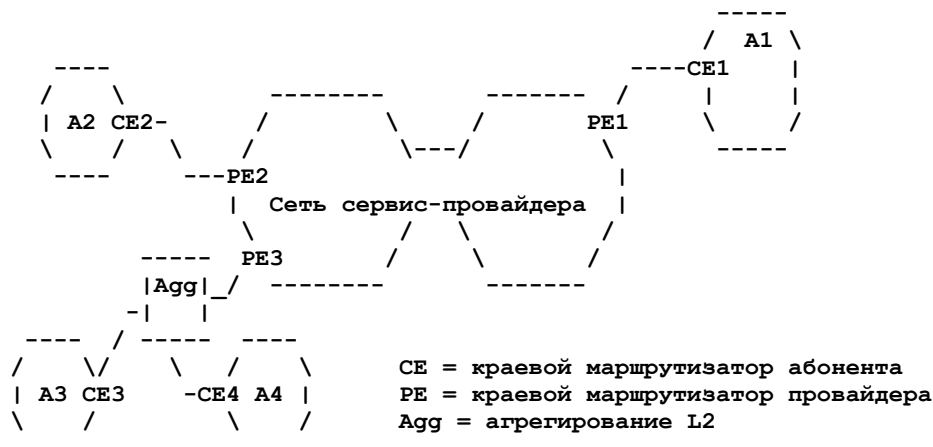 A1
CE1
A2 CE2
PE1
PE2
Сеть сервис-провайдера
PE3
Agg
CE = краевой маршрутизатор абонента
A3 CE3 CE4 A4 PE = краевой маршрутизатор провайдера
Agg = агрегирование L2